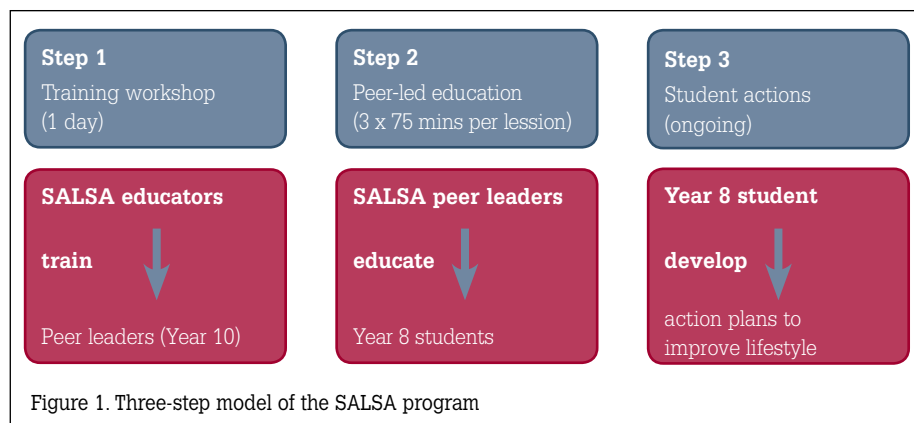 Step 1
Training workshop
(1 day)
Step 2
Peer-led education
(3 x 75 mins per lession)
Step 3
Student actions
(ongoing)
SALSA educators
train
Peer leaders (Year 10)
SALSA peer leaders
educate
Year 8 students
Year 8 student
develop
action plans to
improve lifestyle
Figure 1. Three-step model of the SALSA program